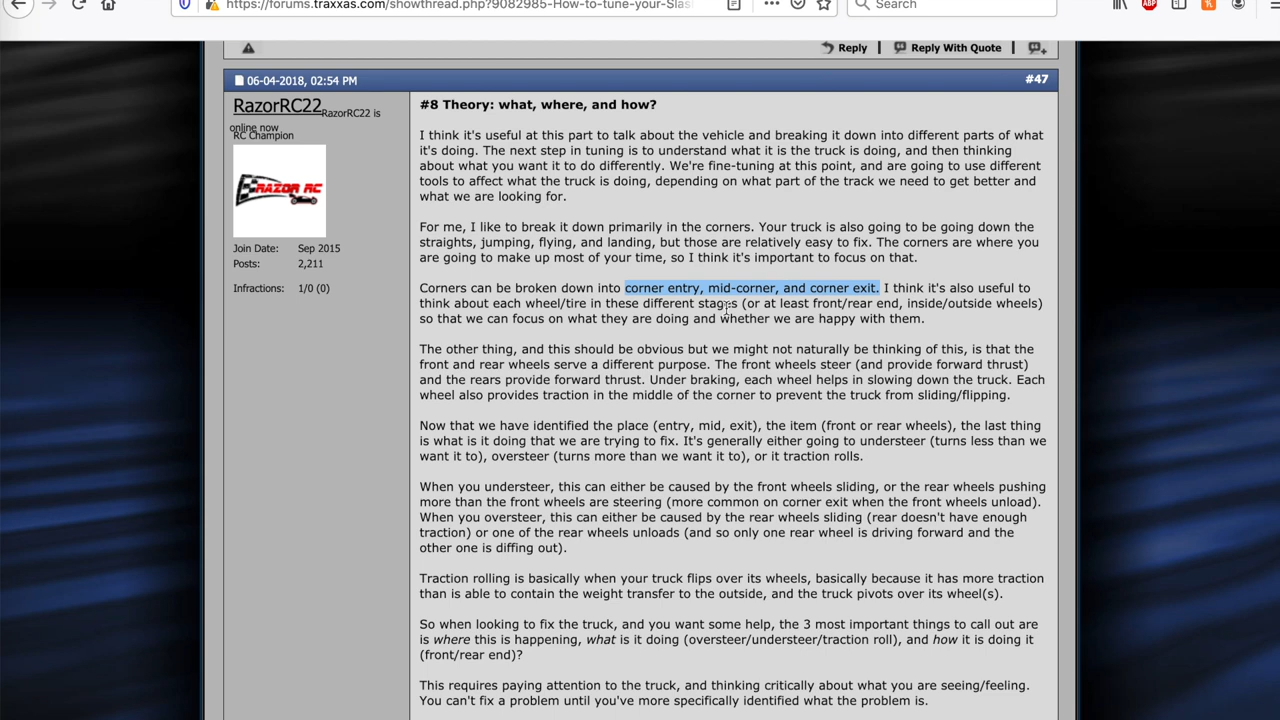 https://forums.traxxas.com/showthread.php?9082985-How-to-tune-your-Slas
Search
ABP
Reply | Reply With Quote |
06-04-2018, 02:54 PM
#47
RazorRC22 RazorRC22 is
online now
RC Champion
RAZOR RC
Join Date: Sep 2015
Posts: 2,211
Infractions: 1/0 (0)
#8 Theory: what, where, and how?
I think it's useful at this part to talk about the vehicle and breaking it down into different parts of what
it's doing. The next step in tuning is to understand what it is the truck is doing, and then thinking
about what you want it to do differently. We're fine-tuning at this point, and are going to use different
tools to affect what the truck is doing, depending on what part of the track we need to get better and
what we are looking for.
For me, I like to break it down primarily in the corners. Your truck is also going to be going down the
straights, jumping, flying, and landing, but those are relatively easy to fix. The corners are where you
are going to make up most of your time, so I think it's important to focus on that.
Corners can be broken down into corner entry, mid-corner, and corner exit. I think it's also useful to
think about each wheel/tire in these different stages (or at least front/rear end, inside/outside wheels)
so that we can focus on what they are doing and whether we are happy with them.
The other thing, and this should be obvious but we might not naturally be thinking of this, is that the
front and rear wheels serve a different purpose. The front wheels steer (and provide forward thrust)
and the rears provide forward thrust. Under braking, each wheel helps in slowing down the truck. Each
wheel also provides traction in the middle of the corner to prevent the truck from sliding/flipping.
Now that we have identified the place (entry, mid, exit), the item (front or rear wheels), the last thing
is what is it doing that we are trying to fix. It's generally either going to understeer (turns less than we
want it to), oversteer (turns more than we want it to), or it traction rolls.
When you understeer, this can either be caused by the front wheels sliding, or the rear wheels pushing
more than the front wheels are steering (more common on corner exit when the front wheels unload).
When you oversteer, this can either be caused by the rear wheels sliding (rear doesn't have enough
traction) or one of the rear wheels unloads (and so only one rear wheel is driving forward and the
other one is diffing out).
Traction rolling is basically when your truck flips over its wheels, basically because it has more traction
than is able to contain the weight transfer to the outside, and the truck pivots over its wheel(s).
So when looking to fix the truck, and you want some help, the 3 most important things to call out are
is where this is happening, what is it doing (oversteer/understeer/traction roll), and how it is doing it
(front/rear end)?
This requires paying attention to the truck, and thinking critically about what you are seeing/feeling.
You can't fix a problem until you've more specifically identified what the problem is.